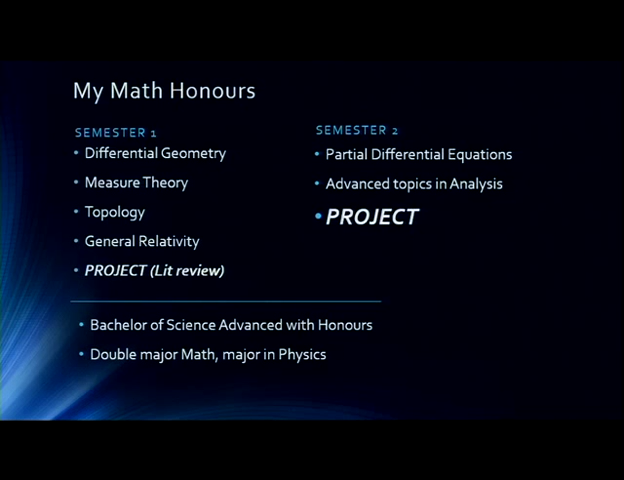 My Math Honours
SEMESTER 1
Differential Geometry
Measure Theory
Topology
General Relativity
PROJECT (Lit review)
SEMESTER 2
Partial Differential Equations
Advanced topics in Analysis
PROJECT
Bachelor of Science Advanced with Honours
Double major Math, major in Physics